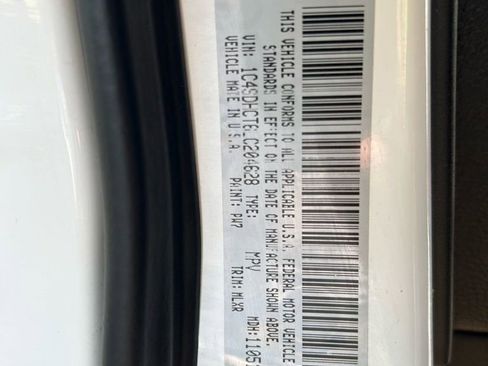 THIS VEHICLE CONFORMS TO ALL APPLICABLE U.S.A. FEDERAL MOTOR VEHICLE
STANDARDS IN EFFECT ON THE DATE OF MANUFACTURE SHOWN ABOVE.
VIN: 1C4SDHCT6LC204628 TYPE: MPV MDH:1105
VEHICLE MADE IN U.S.A. PAINT: PW7 TRIM:MLXR